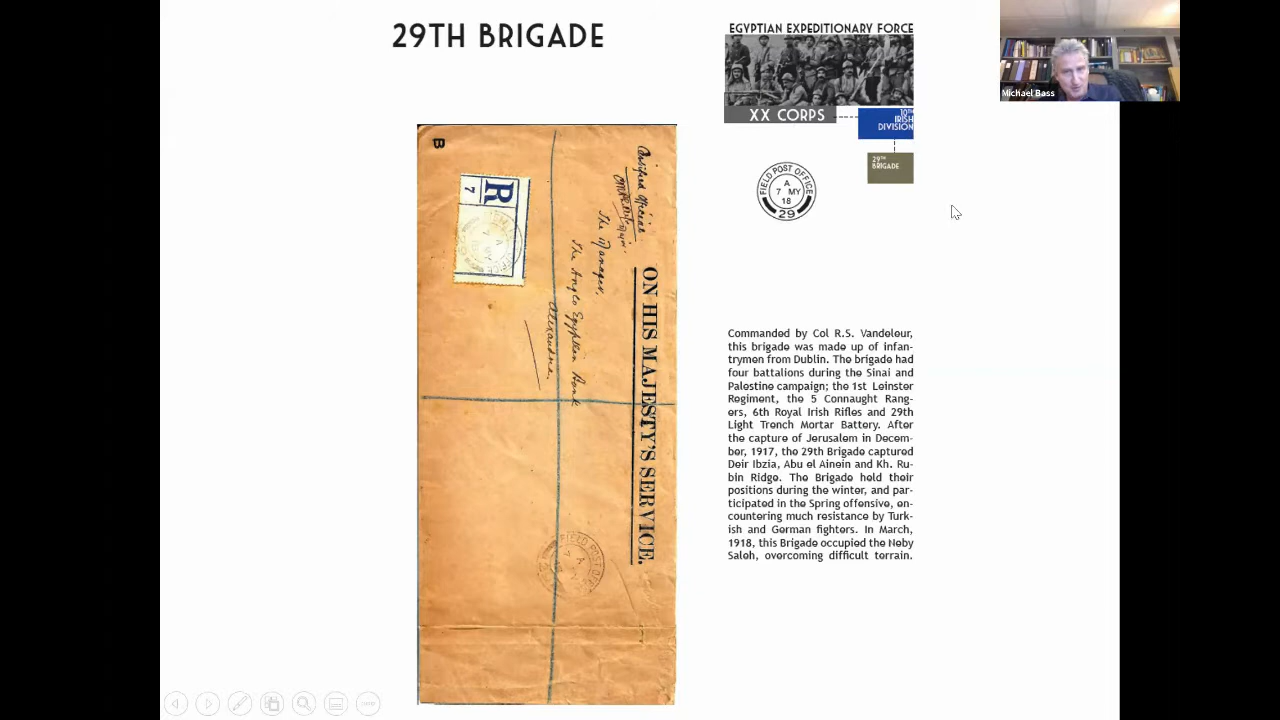 29TH BRIGADE
EGYPTIAN EXPEDITIONARY FORCE
XX CORPS
10TH
IRISH
DIVISION
29TH
BRIGADE
FIELD POST OFFICE
A
7 MY
18
29
Michael Bass
B
R
7
Certified Official
Major
The Manager,
The Anglo Egyptian Bank
Alexandria.
ON HIS MAJESTY'S SERVICE.
FIELD POST OFFICE
A
7
Commanded by Col R.S. Vandeleur,
this brigade was made up of infan-
trymen from Dublin. The brigade had
four battalions during the Sinai and
Palestine campaign; the 1st Leinster
Regiment, the 5 Connaught Rang-
ers, 6th Royal Irish Rifles and 29th
Light Trench Mortar Battery. After
the capture of Jerusalem in Decem-
ber, 1917, the 29th Brigade captured
Deir Ibzia, Abu el Ainein and Kh. Ru-
bin Ridge. The Brigade held their
positions during the winter, and par-
ticipated in the Spring offensive, en-
countering much resistance by Turk-
ish and German fighters. In March,
1918, this Brigade occupied the Neby
Saleh, overcoming difficult terrain.